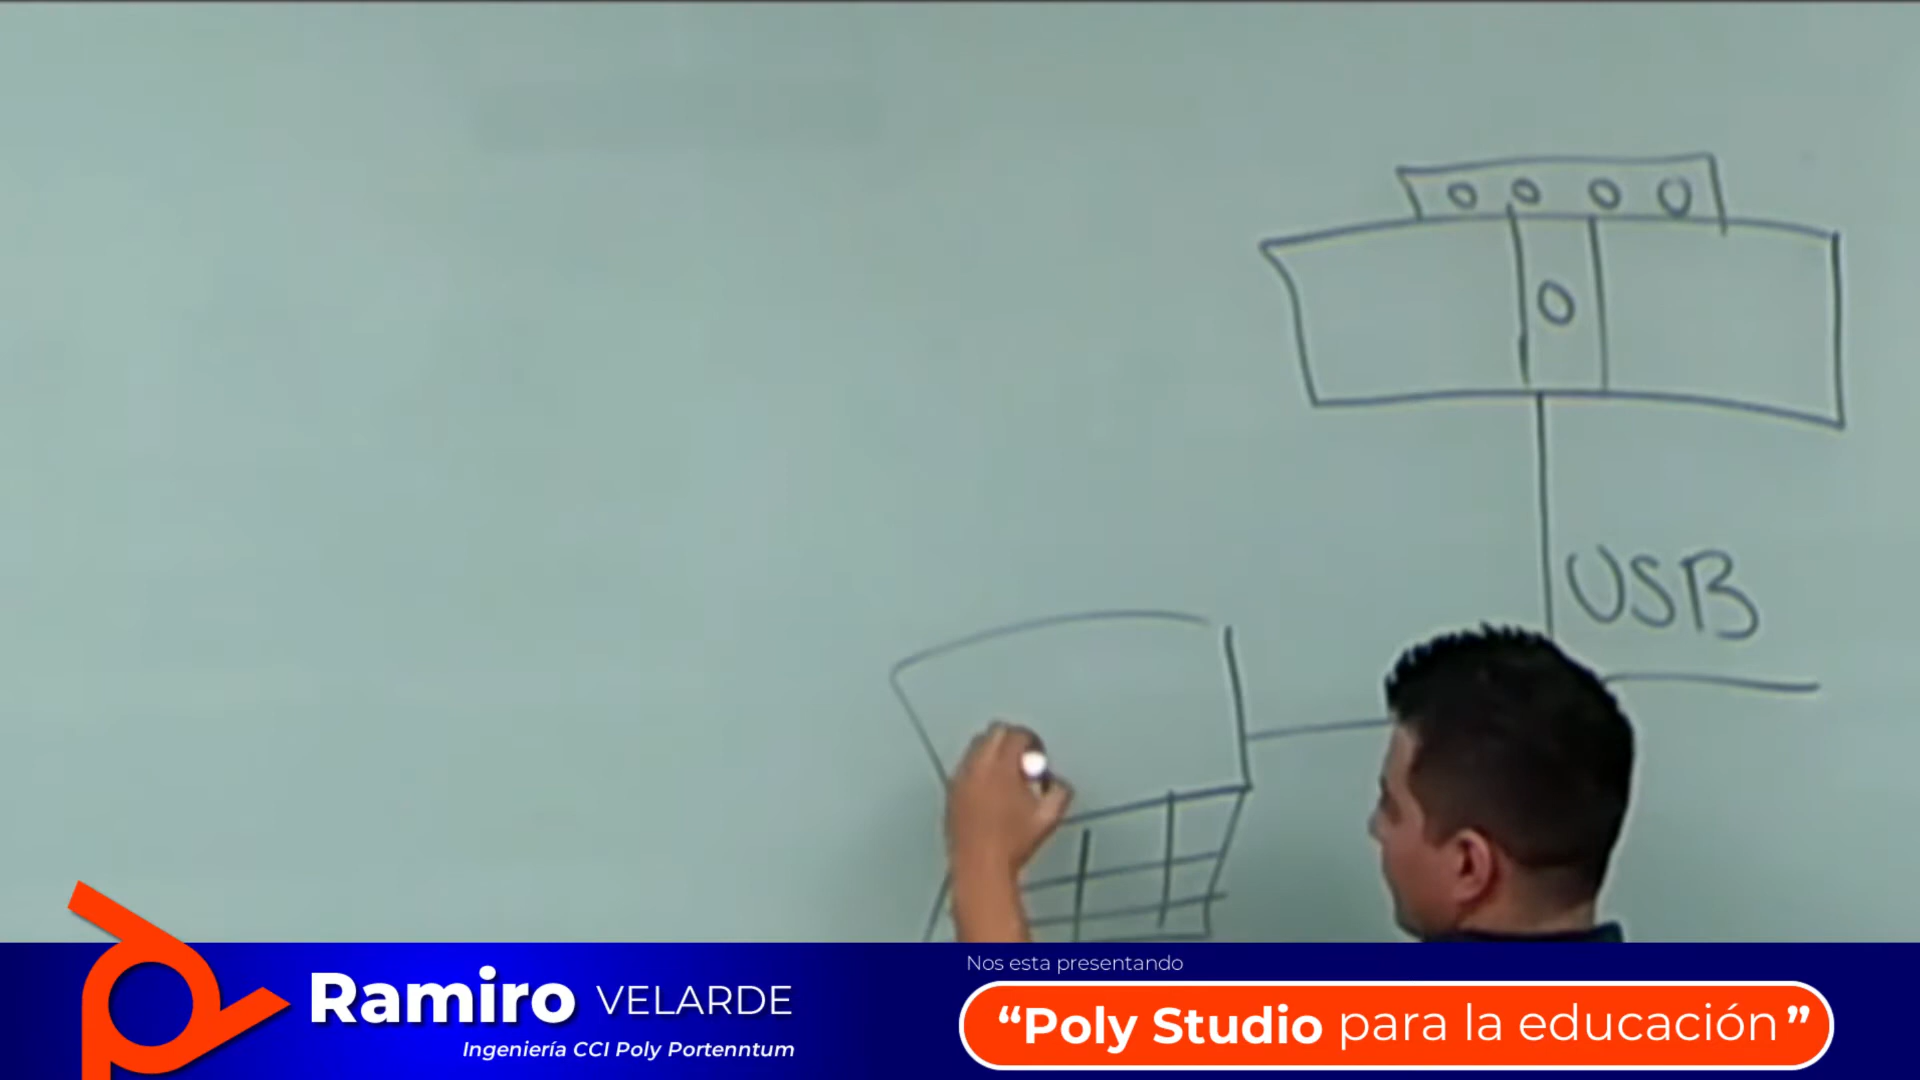 USB
Ramiro VELARDE
Ingeniería CCI Poly Portenntum
Nos esta presentando
“Poly Studio para la educación”